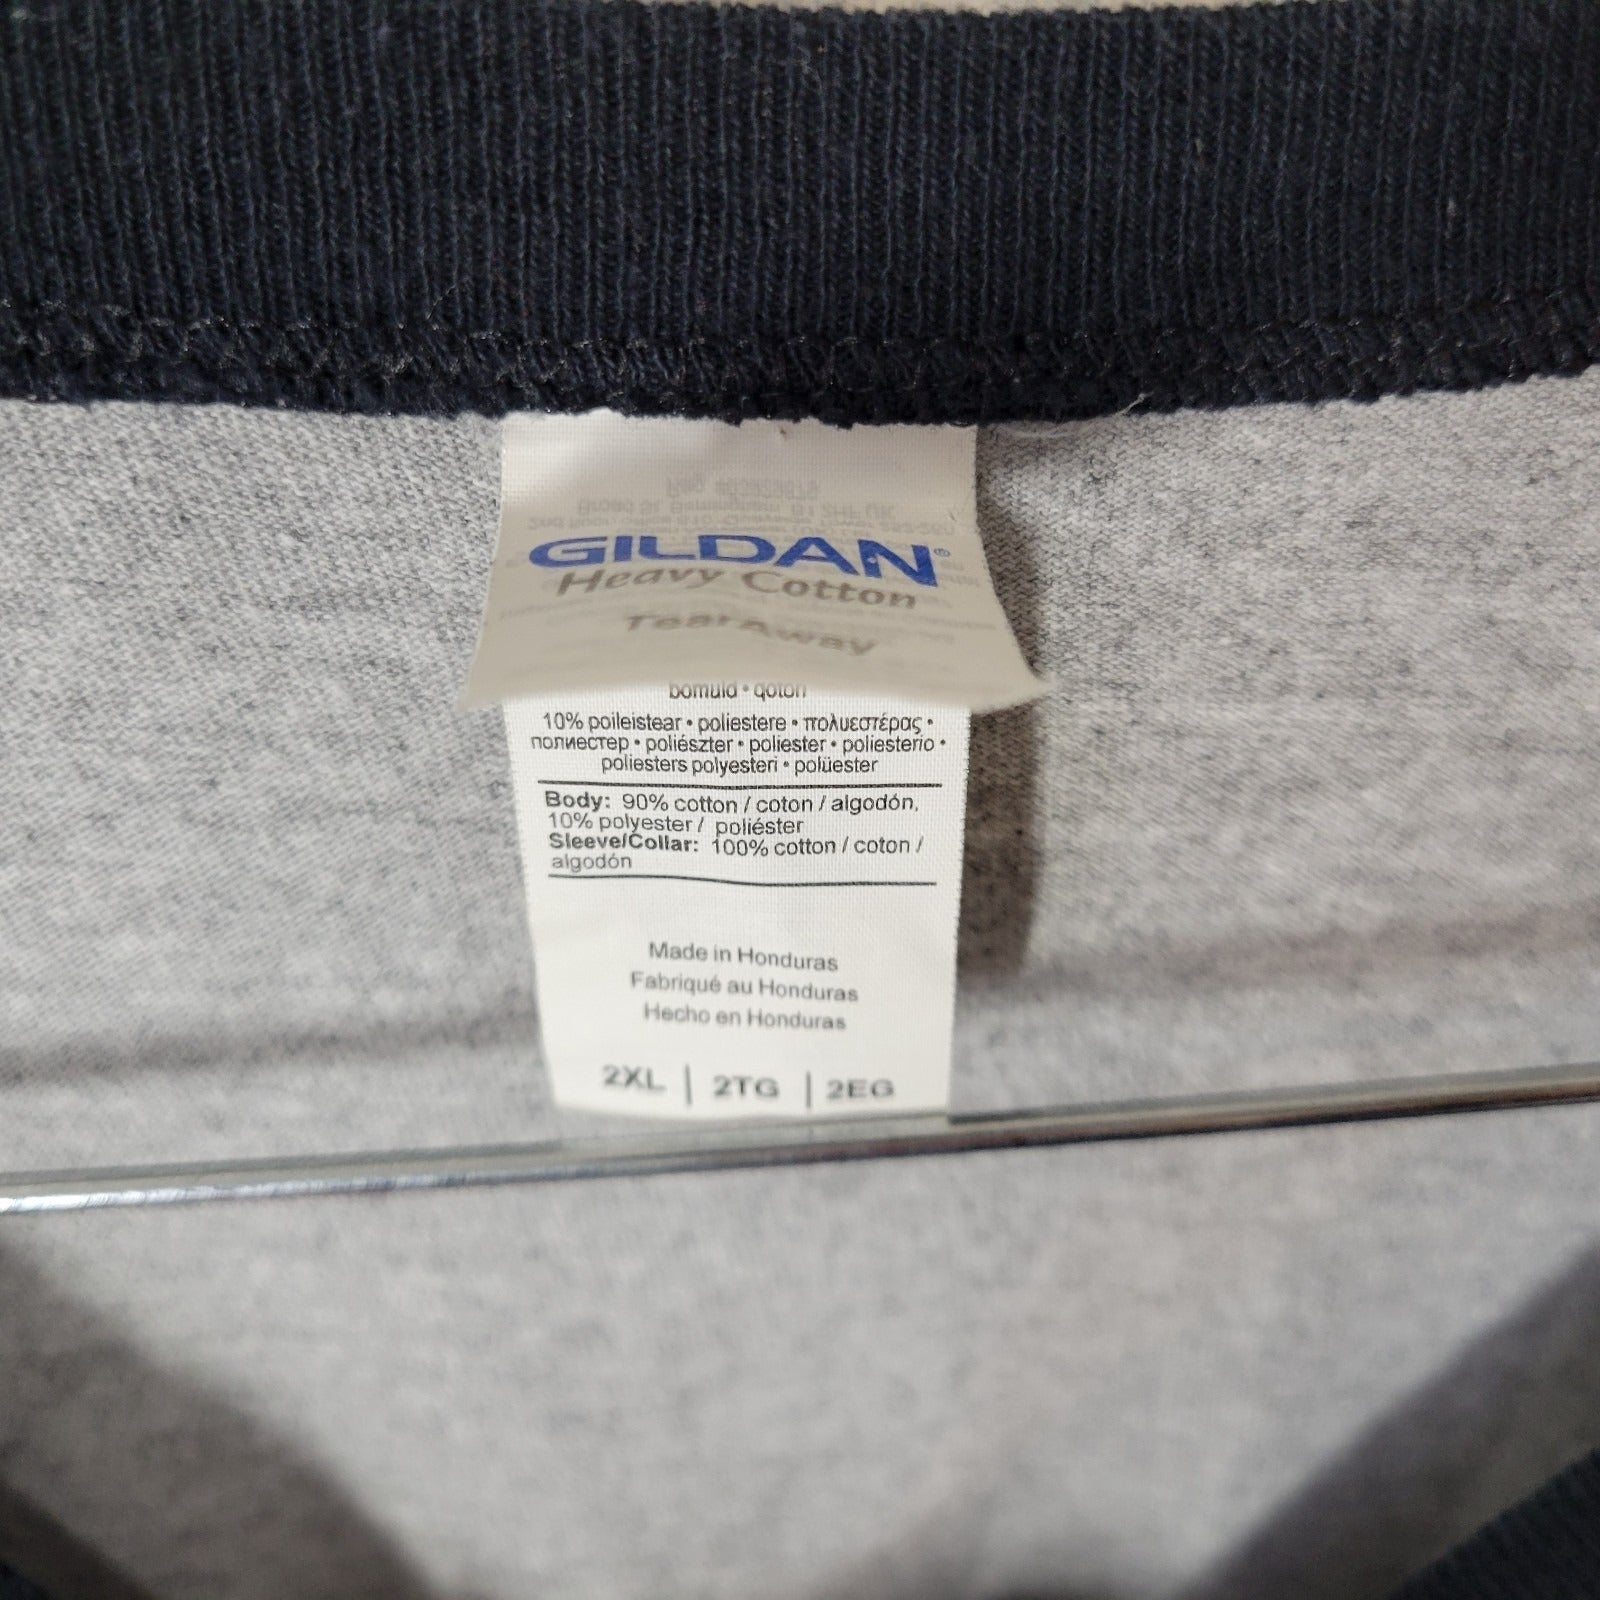 GILDAN®
Heavy Cotton
TearAway
bomuld • qoton
10% poileistear • poliestere • πολυεστέρας •
полиестер • poliészter • poliester • poliesterio •
poliesters polyesteri • polüester
Body: 90% cotton / coton / algodón,
10% polyester / poliéster
Sleeve/Collar: 100% cotton / coton /
algodón
Made in Honduras
Fabriqué au Honduras
Hecho en Honduras
2XL | 2TG | 2EG